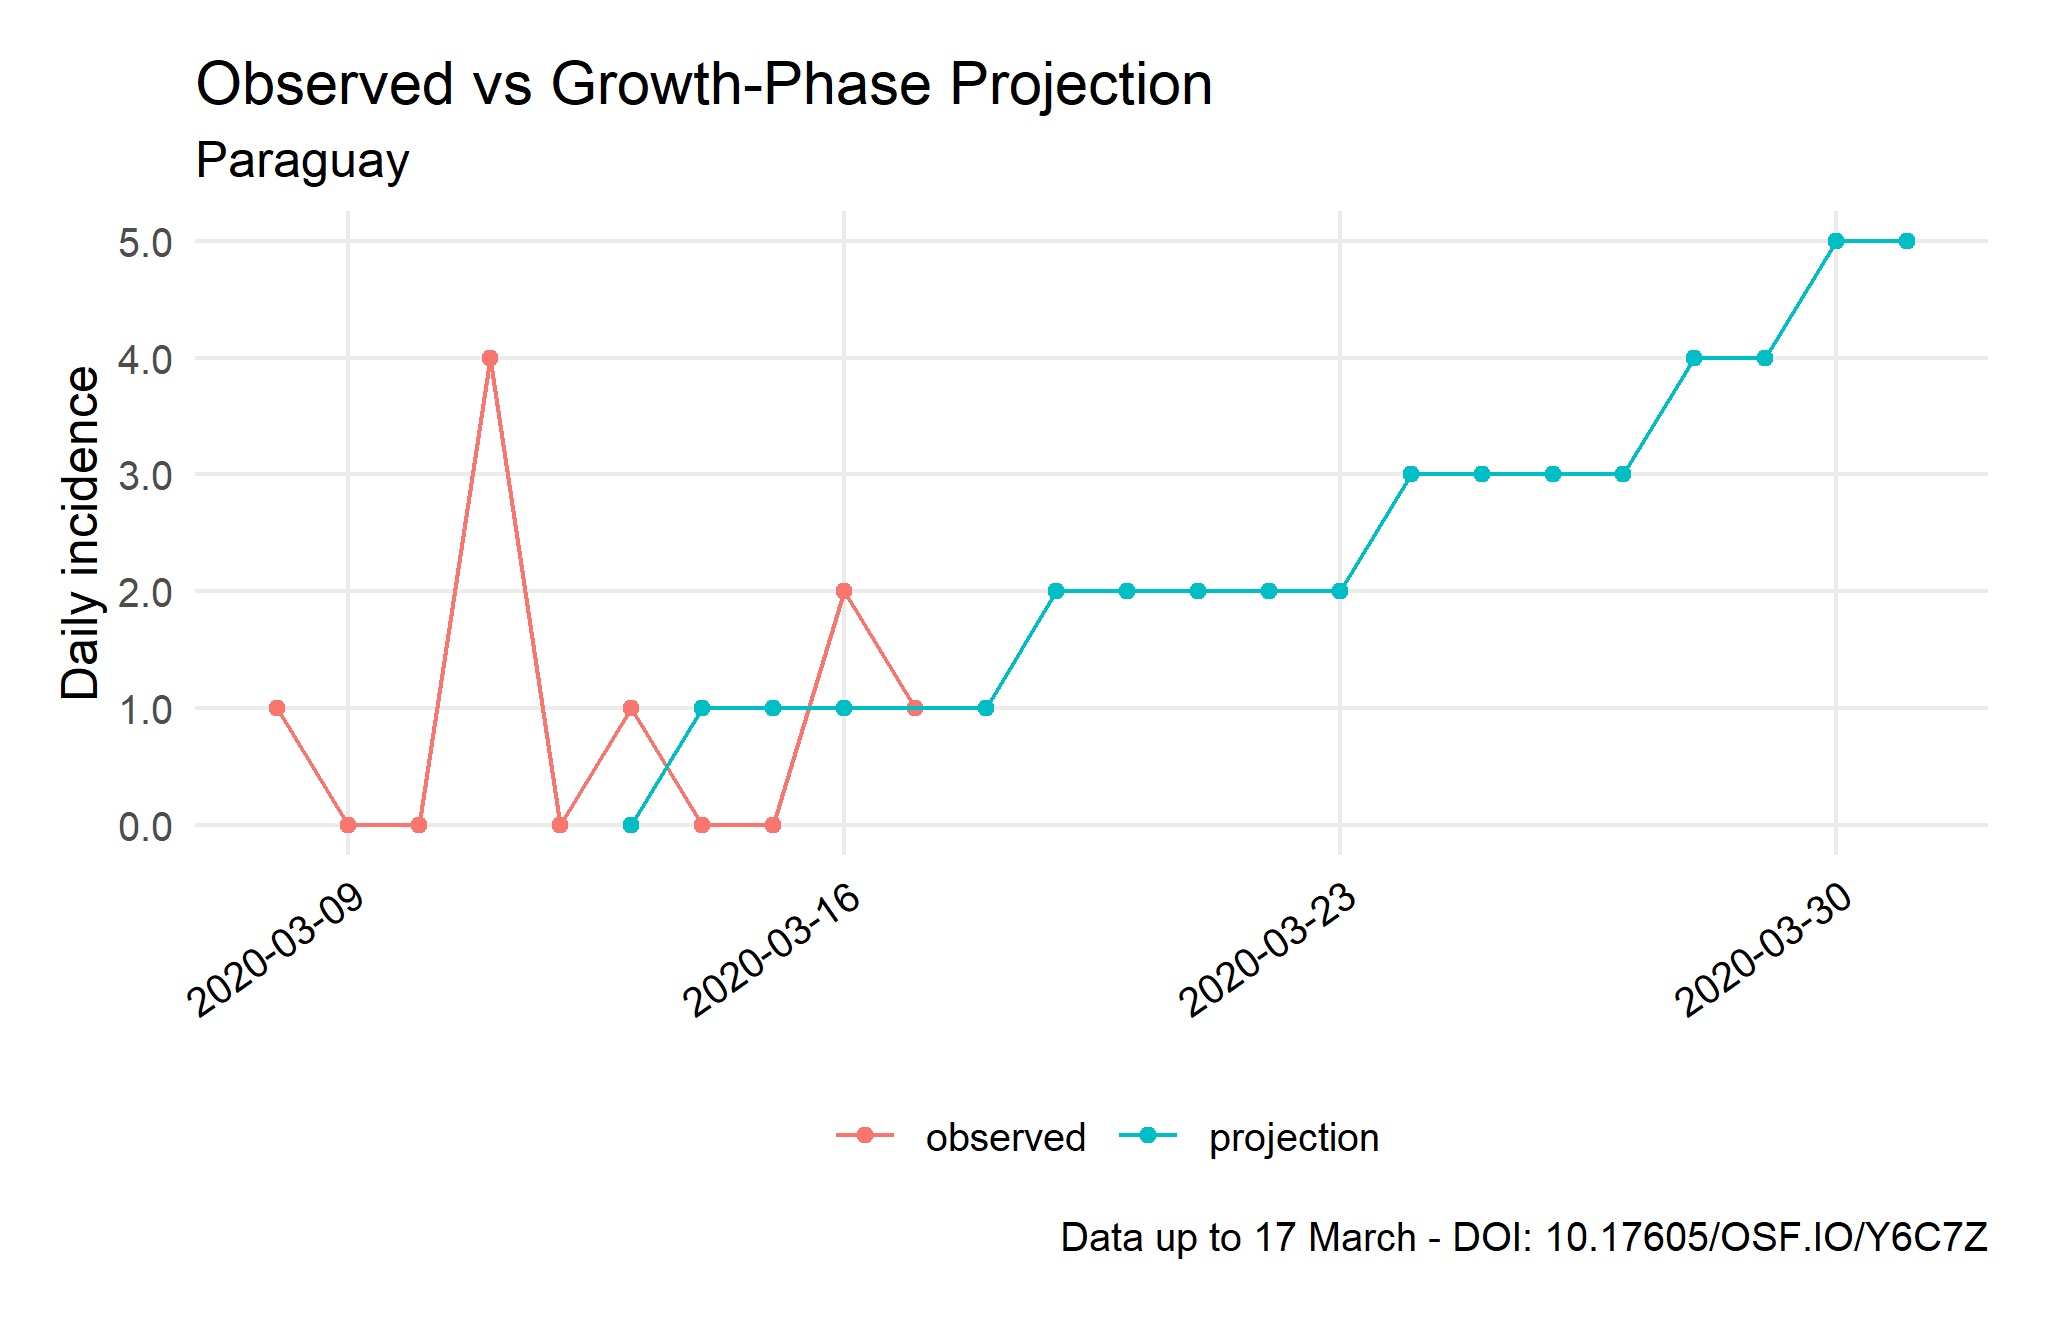 Observed vs Growth-Phase Projection
Paraguay
Daily incidence
5.0
4.0
3.0
2.0
1.0
0.0
2020-03-09
2020-03-16
2020-03-23
2020-03-30
observed
projection
Data up to 17 March - DOI: 10.17605/OSF.IO/Y6C7Z